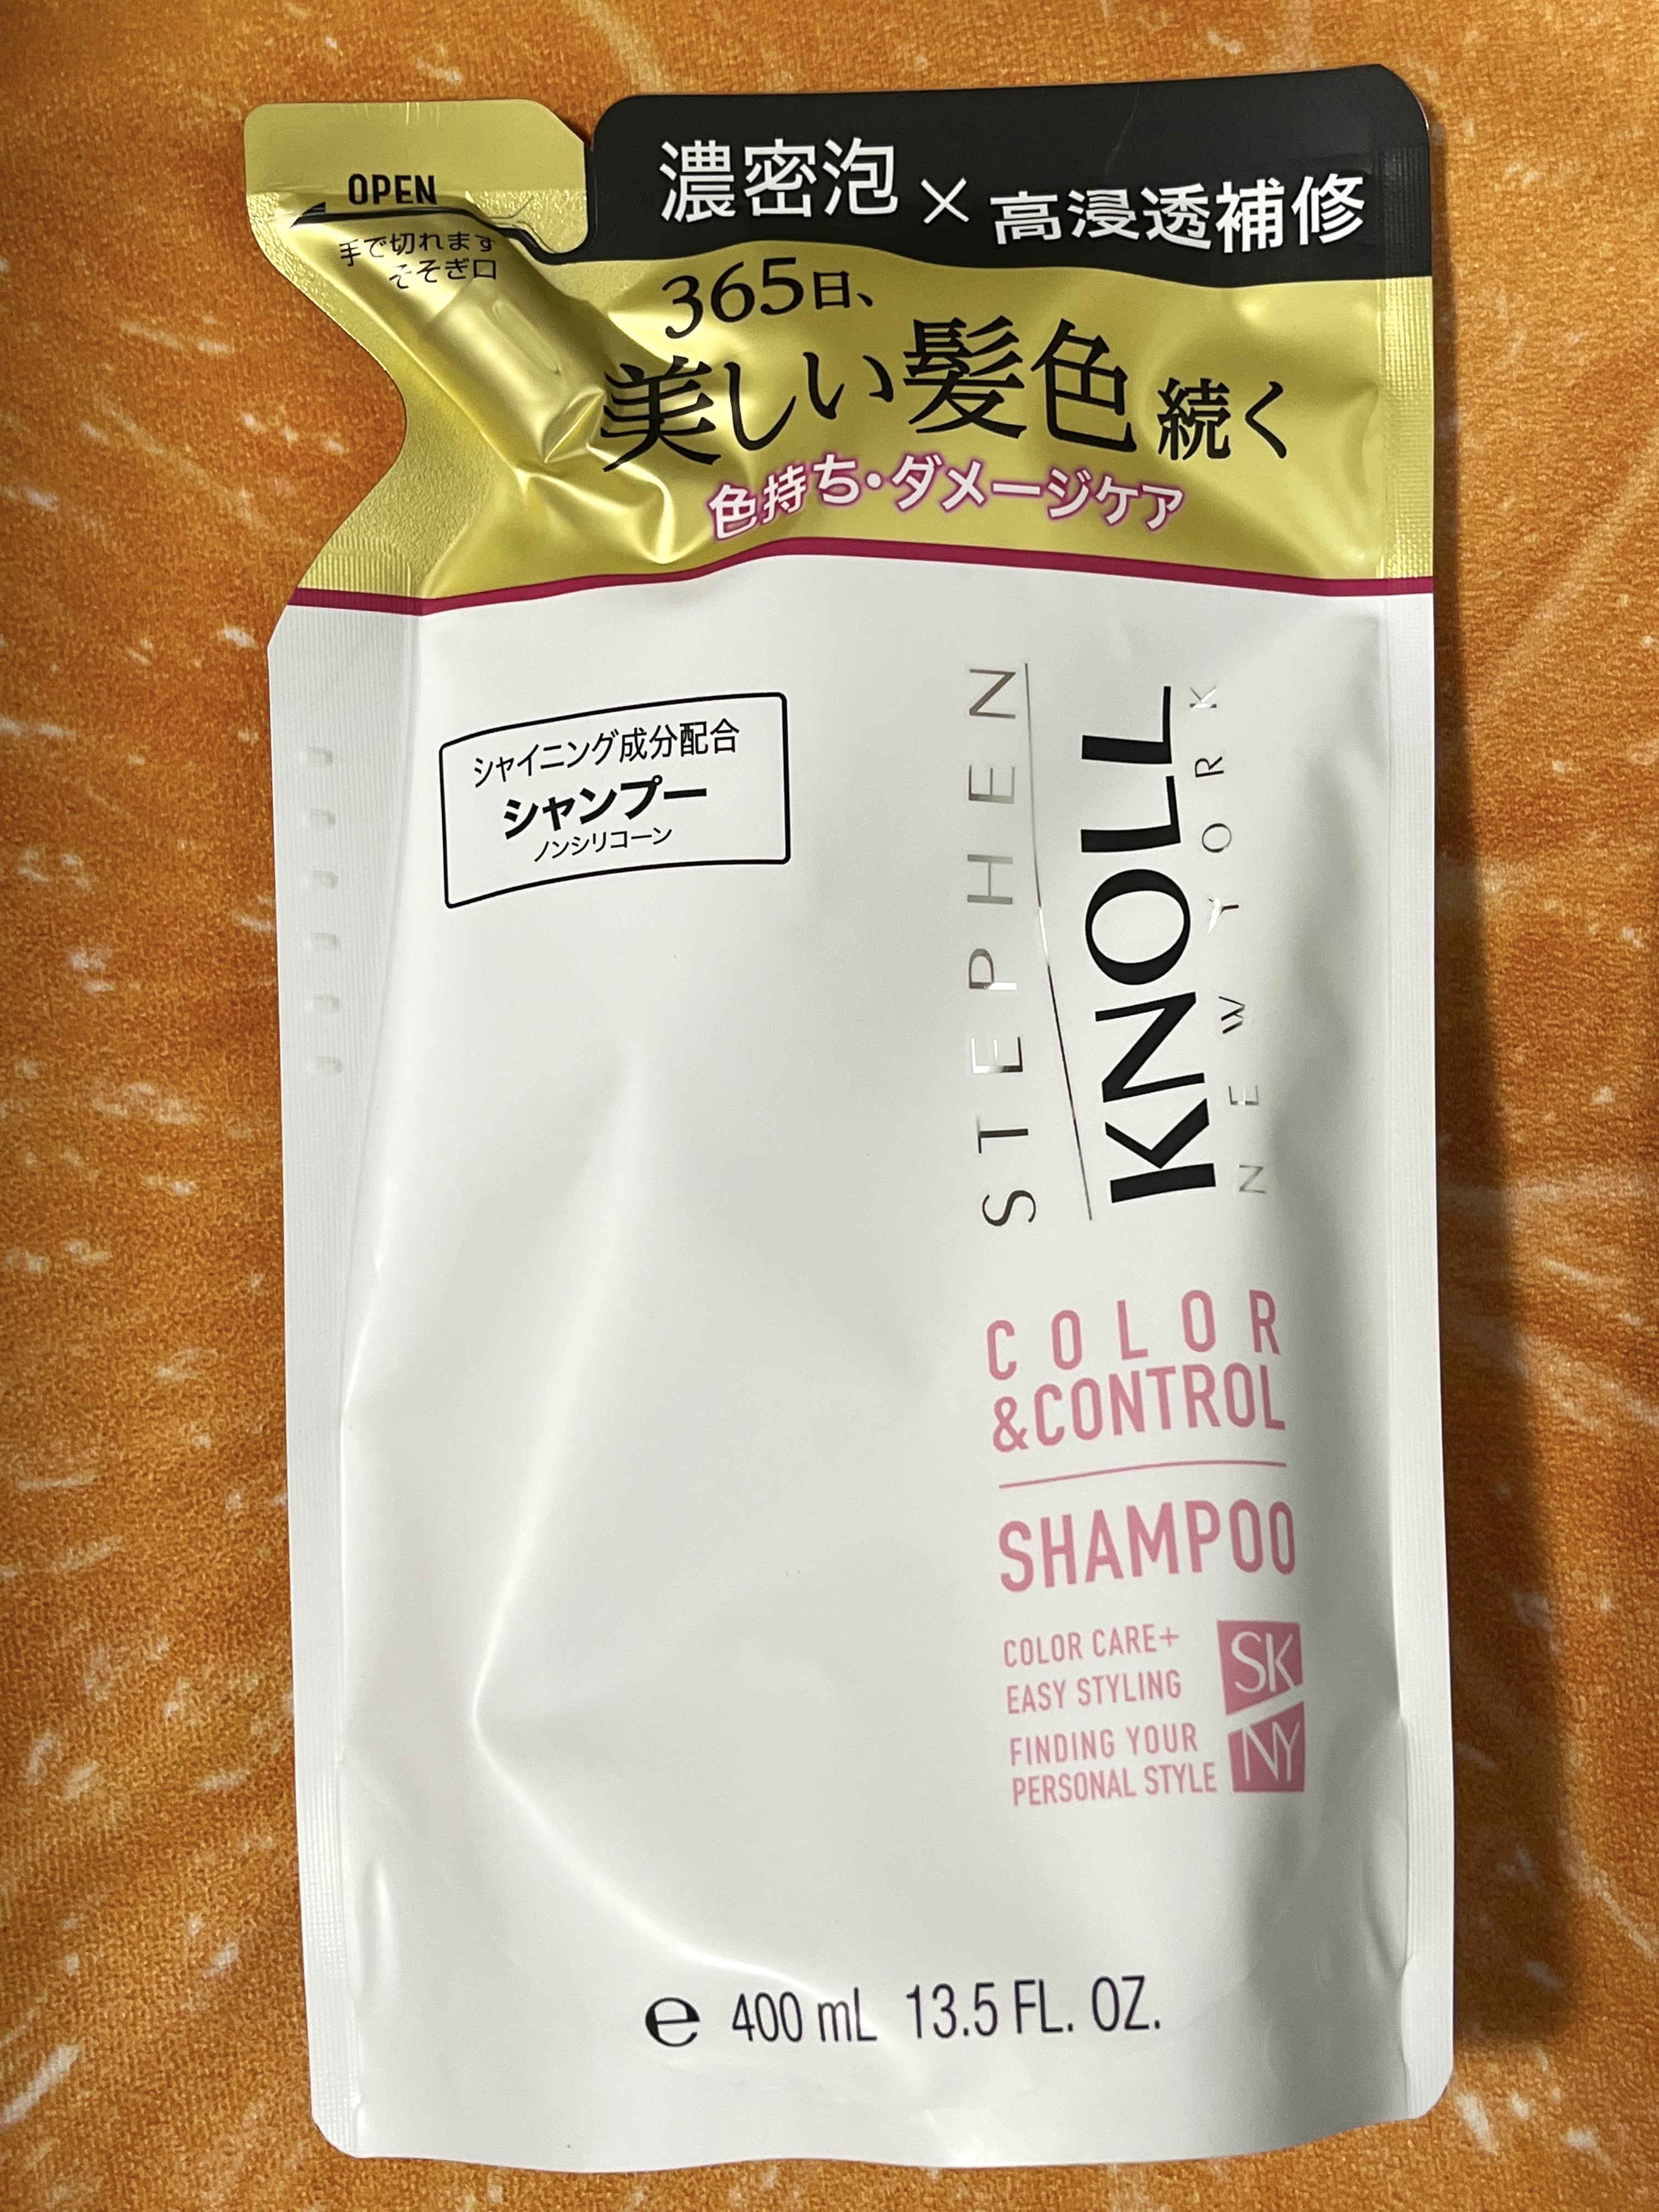 OPEN
手で切れます
そそぎ口
濃密泡×高浸透補修
365日、
美しい髪色続く
色持ち・ダメージケア
シャイニング成分配合
シャンプー
ノンシリコーン
STEPHEN
KNOLL
NEW YORK
COLOR
&CONTROL
SHAMPOO
COLOR CARE+
EASY STYLING
FINDING YOUR
PERSONAL STYLE
SK
NY
℮ 400 mL 13.5 FL. OZ.